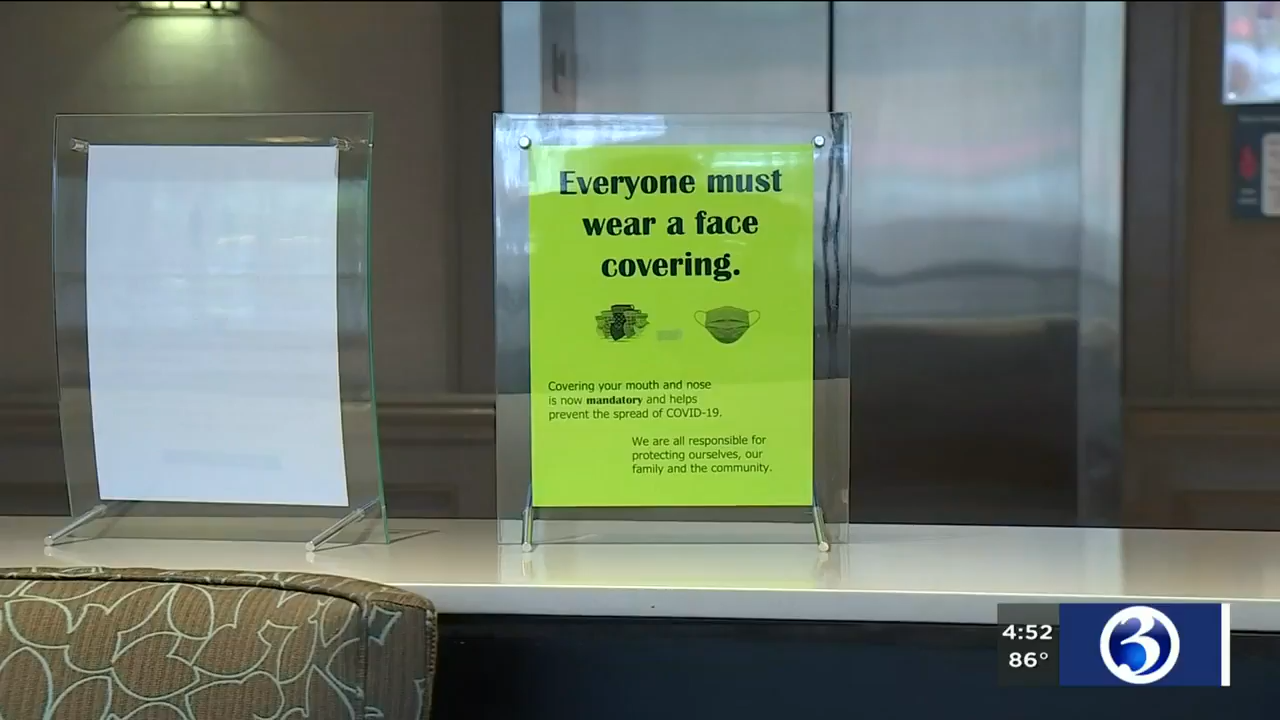 Everyone must
wear a face
covering.
Covering your mouth and nose
is now mandatory and helps
prevent the spread of COVID-19.
We are all responsible for
protecting ourselves, our
family and the community.
4:52
86°
3